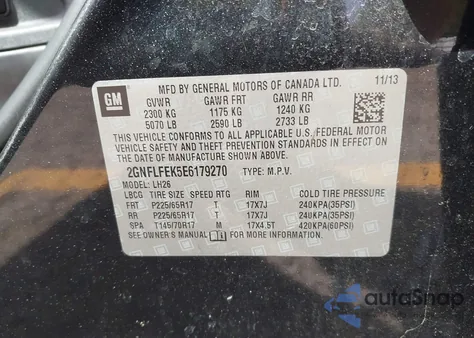 GM
MFD BY GENERAL MOTORS OF CANADA LTD. 11/13
GVWR GAWR FRT GAWR RR
2300 KG 1175 KG 1240 KG
5070 LB 2590 LB 2733 LB
THIS VEHICLE CONFORMS TO ALL APPLICABLE U.S. FEDERAL MOTOR
VEHICLE SAFETY AND THEFT PREVENTION STANDARDS IN EFFECT ON
THE DATE OF MANUFACTURE SHOWN ABOVE.
2GNFLFEK5E6179270 TYPE: M.P.V.
MODEL: LH26
LBCG TIRE SIZE SPEED RTG RIM COLD TIRE PRESSURE
FRT P225/65R17 T 17X7J 240KPA(35PSI)
RR P225/65R17 T 17X7J 240KPA(35PSI)
SPA T145/70R17 M 17X4.5T 420KPA(60PSI)
SEE OWNER'S MANUAL
autoSnap